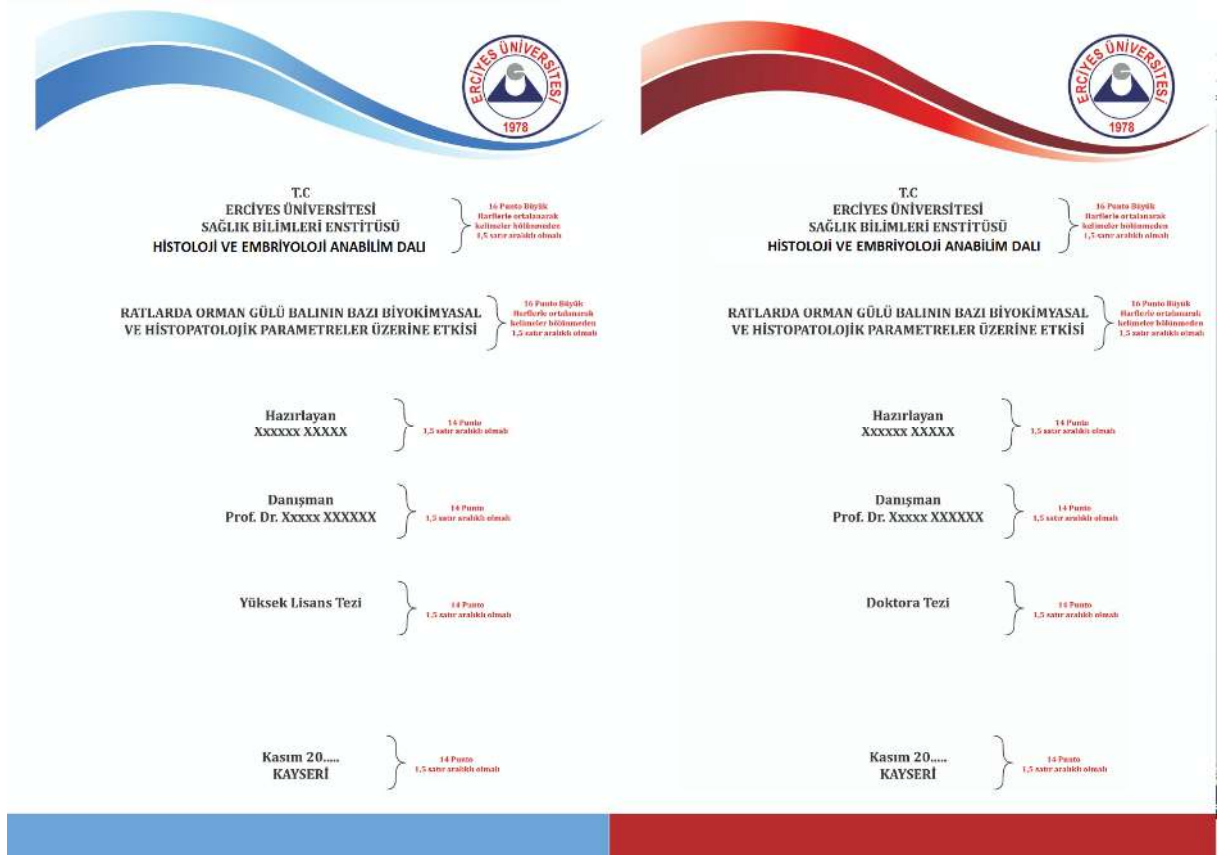 ERCİYES ÜNİVERSİTESİ
1978
T.C
ERCİYES ÜNİVERSİTESİ
SAĞLIK BİLİMLERİ ENSTİTÜSÜ
HİSTOLOJİ VE EMBRİYOLOJİ ANABİLİM DALI
16 Punto Büyük
Harflerle ortalanarak
kelimeler bölünmeden
1,5 satır aralıklı olmalı
RATLARDA ORMAN GÜLÜ BALININ BAZI BİYOKİMYASAL
VE HİSTOPATOLOJİK PARAMETRELER ÜZERİNE ETKİSİ
16 Punto Büyük
Harflerle ortalanarak
kelimeler bölünmeden
1,5 satır aralıklı olmalı
Hazırlayan
Xxxxxx XXXXX
14 Punto
1,5 satır aralıklı olmalı
Danışman
Prof. Dr. Xxxxx XXXXXX
14 Punto
1,5 satır aralıklı olmalı
Yüksek Lisans Tezi
14 Punto
1,5 satır aralıklı olmalı
Kasım 20.....
KAYSERİ
14 Punto
1,5 satır aralıklı olmalı
ERCİYES ÜNİVERSİTESİ
1978
T.C
ERCİYES ÜNİVERSİTESİ
SAĞLIK BİLİMLERİ ENSTİTÜSÜ
HİSTOLOJİ VE EMBRİYOLOJİ ANABİLİM DALI
16 Punto Büyük
Harflerle ortalanarak
kelimeler bölünmeden
1,5 satır aralıklı olmalı
RATLARDA ORMAN GÜLÜ BALININ BAZI BİYOKİMYASAL
VE HİSTOPATOLOJİK PARAMETRELER ÜZERİNE ETKİSİ
16 Punto Büyük
Harflerle ortalanarak
kelimeler bölünmeden
1,5 satır aralıklı olmalı
Hazırlayan
Xxxxxx XXXXX
14 Punto
1,5 satır aralıklı olmalı
Danışman
Prof. Dr. Xxxxx XXXXXX
14 Punto
1,5 satır aralıklı olmalı
Doktora Tezi
14 Punto
1,5 satır aralıklı olmalı
Kasım 20.....
KAYSERİ
14 Punto
1,5 satır aralıklı olmalı